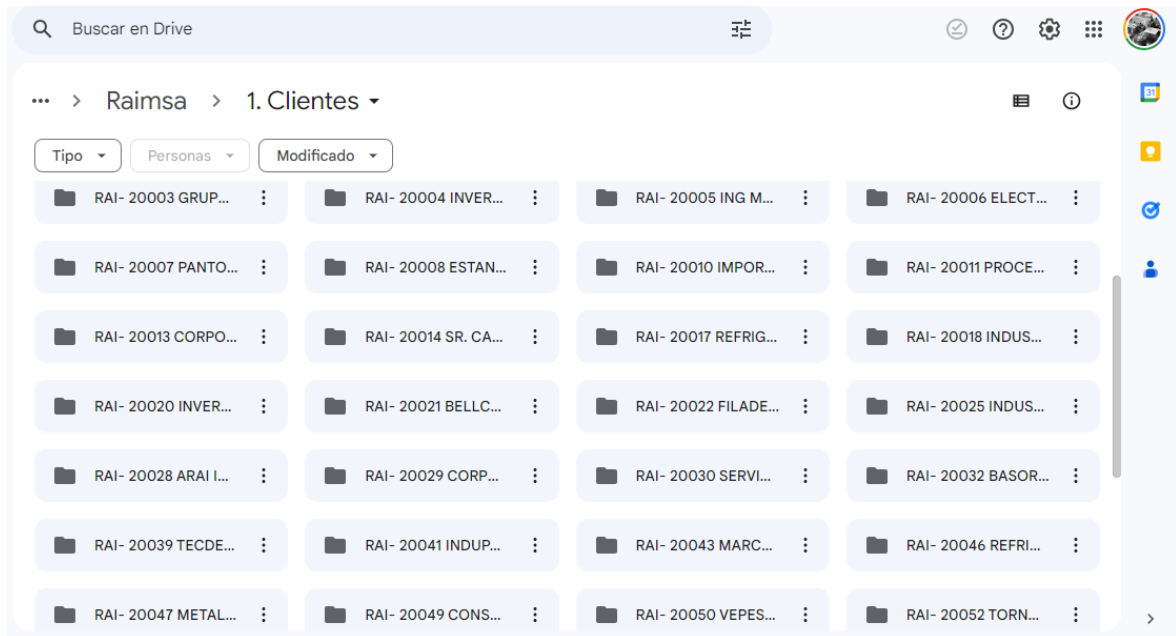 Buscar en Drive
... > Raimsa > 1. Clientes
Tipo Personas Modificado
RAI- 20003 GRUP... RAI- 20004 INVER... RAI- 20005 ING M... RAI- 20006 ELECT...
RAI- 20007 PANTO... RAI- 20008 ESTAN... RAI- 20010 IMPOR... RAI- 20011 PROCE...
RAI- 20013 CORPO... RAI- 20014 SR. CA... RAI- 20017 REFRIG... RAI- 20018 INDUS...
RAI- 20020 INVER... RAI- 20021 BELLC... RAI- 20022 FILADE... RAI- 20025 INDUS...
RAI- 20028 ARAI I... RAI- 20029 CORP... RAI- 20030 SERVI... RAI- 20032 BASOR...
RAI- 20039 TECDE... RAI- 20041 INDUP... RAI- 20043 MARC... RAI- 20046 REFRI...
RAI- 20047 METAL... RAI- 20049 CONS... RAI- 20050 VEPES... RAI- 20052 TORN...
31